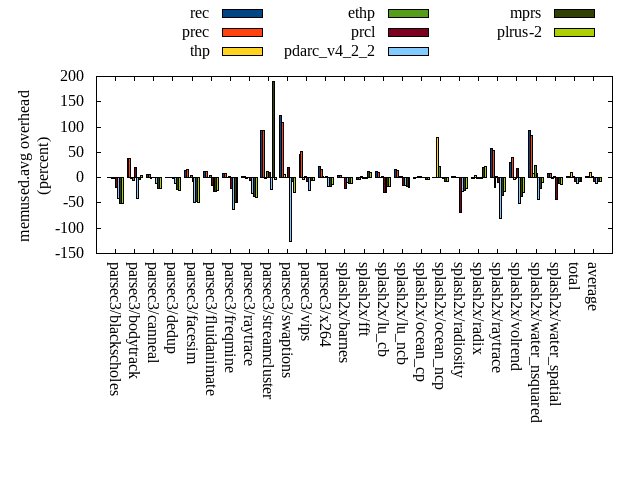 rec
prec
thp
ethp
prcl
pdarc_v4_2_2
mprs
plrus-2
memused.avg overhead
(percent)
200
150
100
50
0
-50
-100
-150
parsec3/blackscholes
parsec3/bodytrack
parsec3/canneal
parsec3/dedup
parsec3/facesim
parsec3/fluidanimate
parsec3/freqmine
parsec3/raytrace
parsec3/streamcluster
parsec3/swaptions
parsec3/vips
parsec3/x264
splash2x/barnes
splash2x/fft
splash2x/lu_cb
splash2x/lu_ncb
splash2x/ocean_cp
splash2x/ocean_ncp
splash2x/radiosity
splash2x/radix
splash2x/raytrace
splash2x/volrend
splash2x/water_nsquared
splash2x/water_spatial
total
average